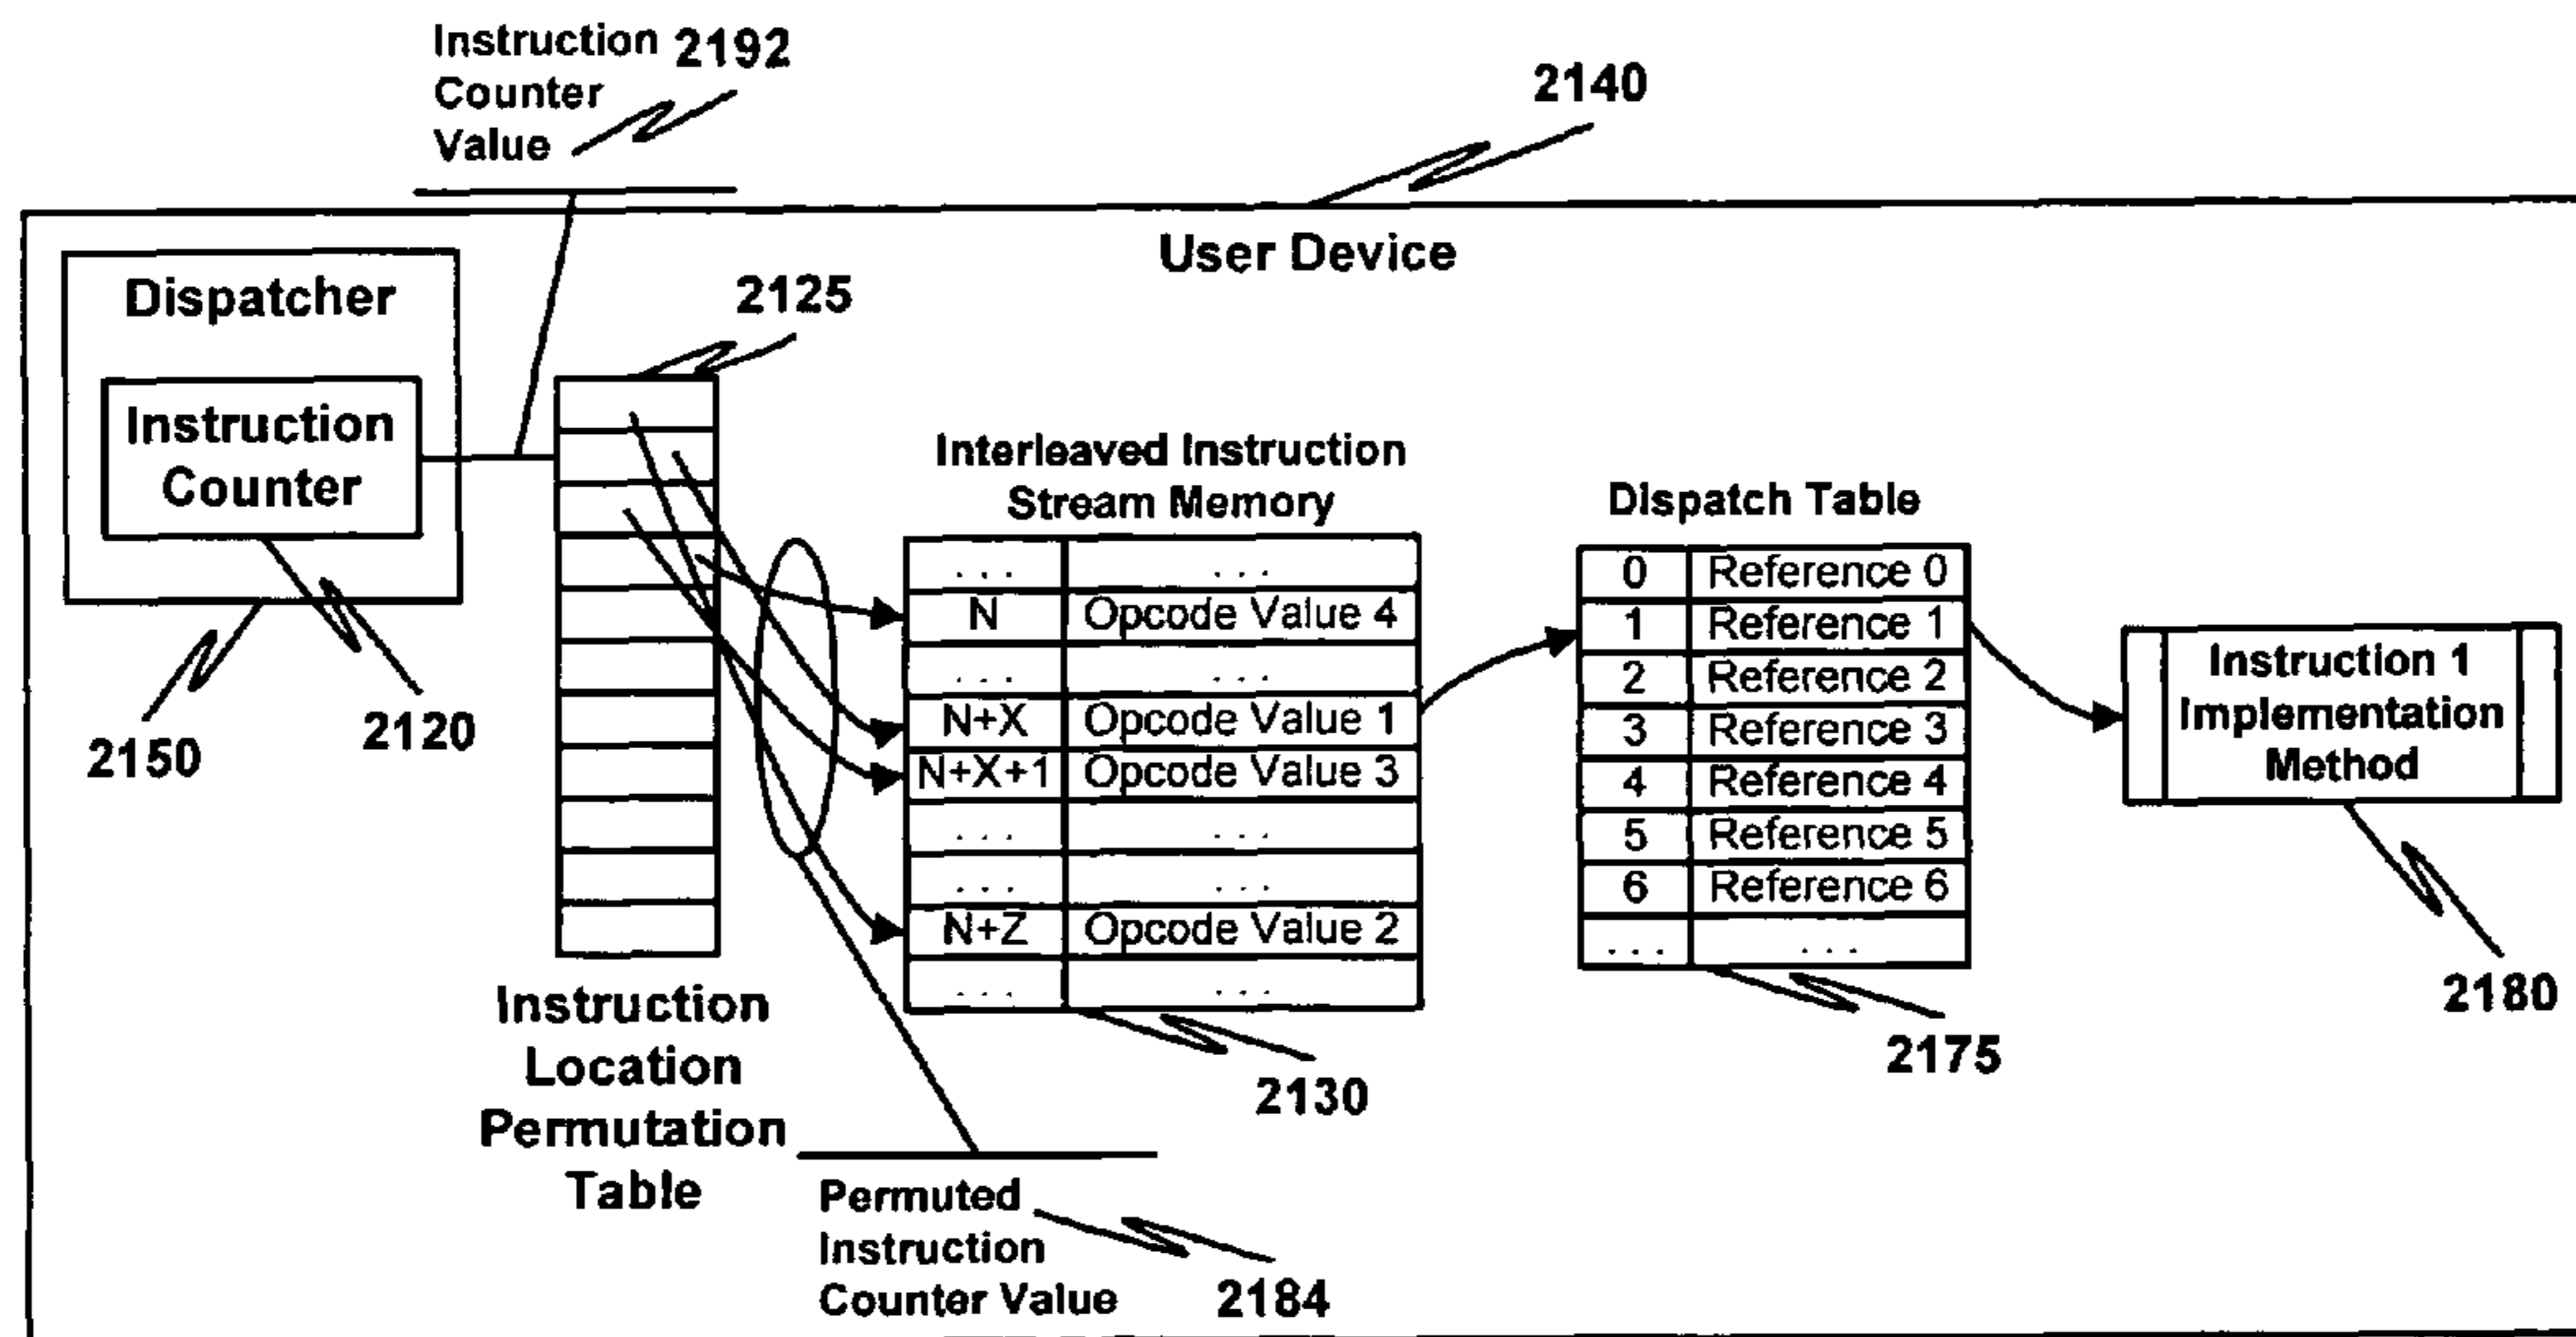 Instruction 2192
Counter
Value
2140
User Device
Dispatcher
2125
Instruction
Counter
2150
2120
Instruction
Location
Permutation
Table
Interleaved Instruction
Stream Memory
. . . . . .
N Opcode Value 4
. . . . . .
N+X Opcode Value 1
N+X+1 Opcode Value 3
. . . . . .
. . . . . .
N+Z Opcode Value 2
. . . . . .
2130
Permuted
Instruction
Counter Value
2184
Dispatch Table
0 Reference 0
1 Reference 1
2 Reference 2
3 Reference 3
4 Reference 4
5 Reference 5
6 Reference 6
. . . . . .
2175
Instruction 1
Implementation
Method
2180